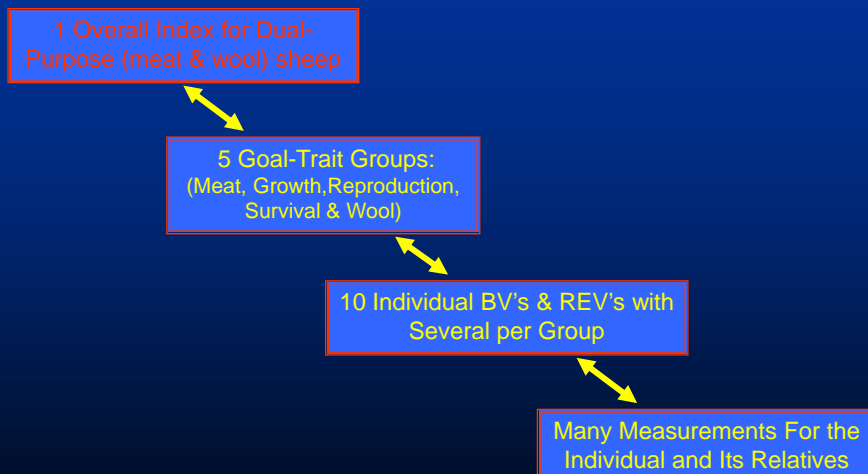 1 Overall Index for Dual-
Purpose (meat & wool) sheep
5 Goal-Trait Groups:
(Meat, Growth,Reproduction,
Survival & Wool)
10 Individual BV's & REV's with
Several per Group
Many Measurements For the
Individual and Its Relatives